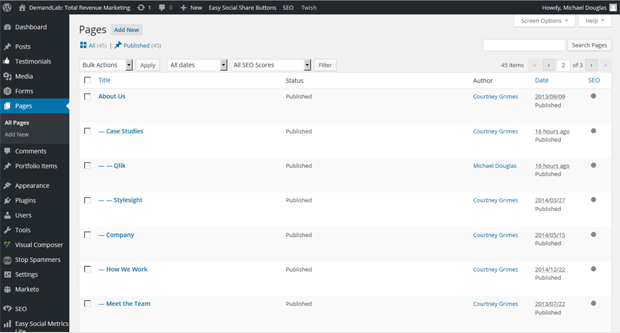 DemandLab: Total Revenue Marketing 1 0 New Easy Social Share Buttons SEO Twish Howdy, Michael Douglas
Dashboard
Posts
Testimonials
Media
Forms
Pages
All Pages
Add New
Comments
Portfolio Items
Appearance
Plugins
Users
Tools
Visual Composer
Stop Spammers
Settings
Marketo
SEO
Easy Social Metrics
Lite
Screen Options Help
Pages Add New
All (45) | Published (45)
Search Pages
Bulk Actions Apply All dates All SEO Scores Filter 45 items « ‹ 2 of 3 › »
Title Status Author Date SEO
About Us Published Courtney Grimes 2013/09/09
Published
— Case Studies Published Courtney Grimes 16 hours ago
Published
— — Qlik Published Michael Douglas 16 hours ago
Published
— — Stylesight Published Courtney Grimes 2014/03/27
Published
— Company Published Courtney Grimes 2014/05/15
Published
— How We Work Published Courtney Grimes 2014/12/22
Published
— Meet the Team Published Courtney Grimes 2013/07/22
Published